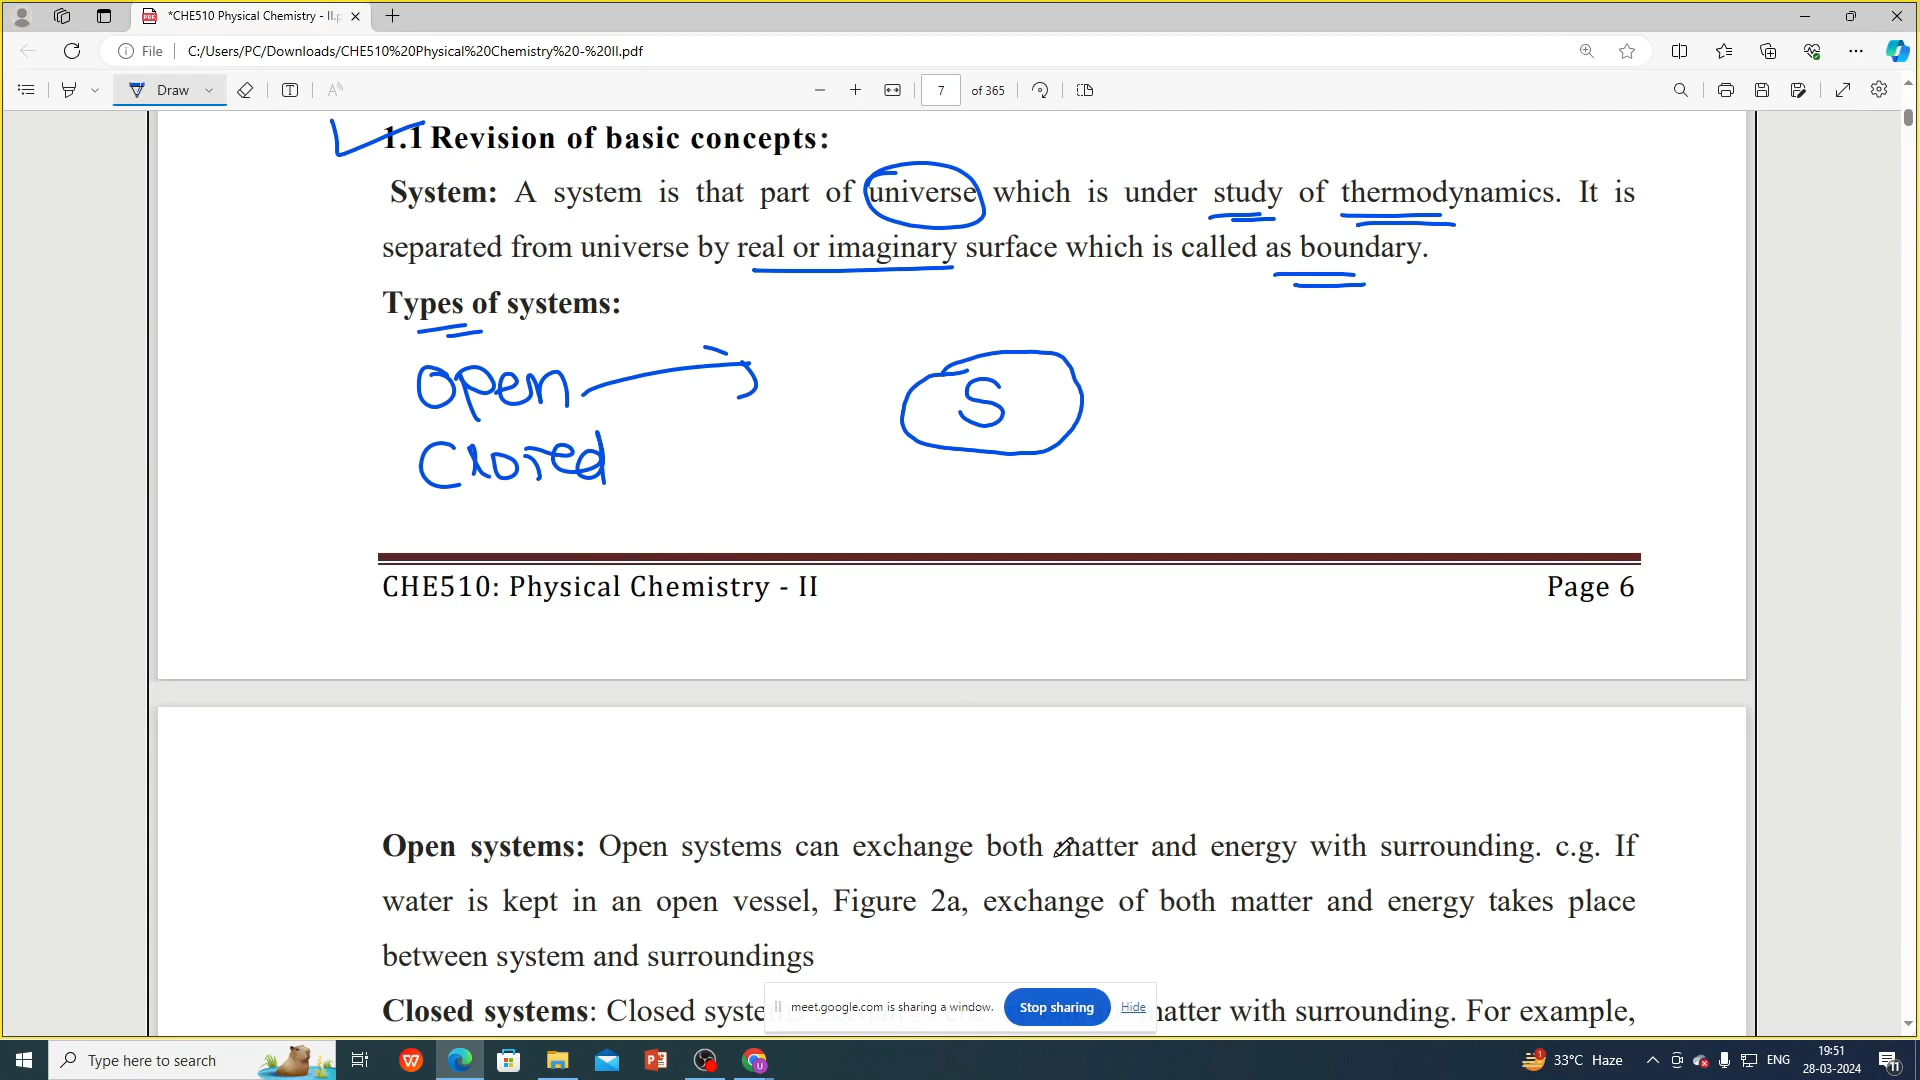 *CHE510 Physical Chemistry - II.p
File
C:/Users/PC/Downloads/CHE510%20Physical%20Chemistry%20-%20II.pdf
Draw
7 of 365
1.1 Revision of basic concepts:
System: A system is that part of universe which is under study of thermodynamics. It is
separated from universe by real or imaginary surface which is called as boundary.
Types of systems:
Open
S
Closed
CHE510: Physical Chemistry - II Page 6
Open systems: Open systems can exchange both matter and energy with surrounding. c.g. If
water is kept in an open vessel, Figure 2a, exchange of both matter and energy takes place
between system and surroundings
Closed systems: Closed syste matter with surrounding. For example,
meet.google.com is sharing a window. Stop sharing Hide
Type here to search
33°C Haze
ENG
19:51
28-03-2024
11